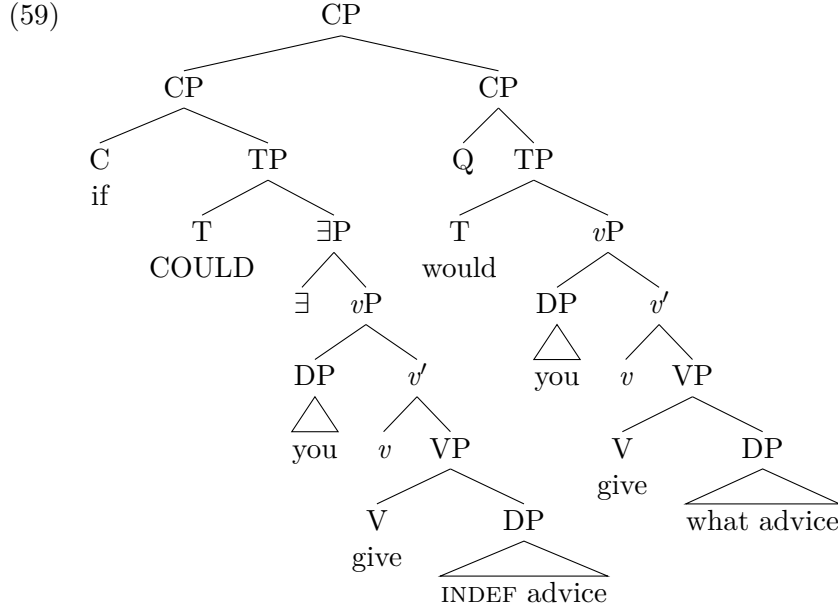 (59) CP
CP CP
C TP Q TP
if
T ∃P T vP
COULD would
∃ vP DP v′
DP v′ you v VP
you v VP V DP
give
V DP what advice
give
INDEF advice